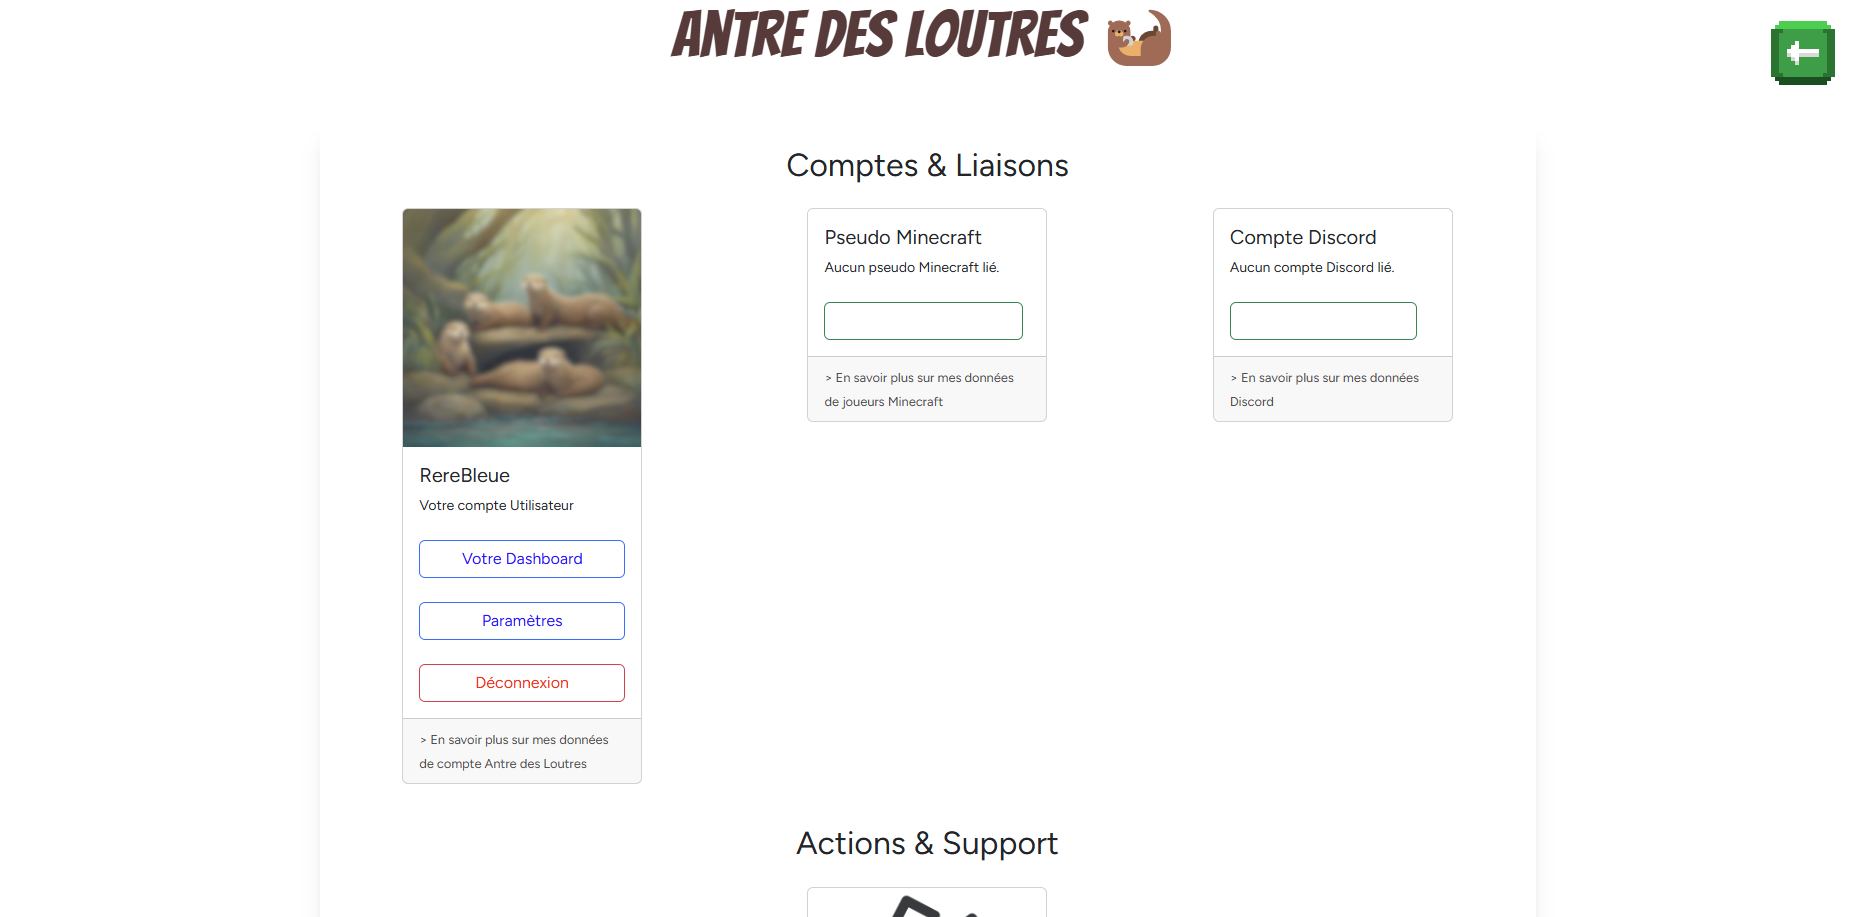 ANTRE DES LOUTRES
Comptes & Liaisons
RereBleue
Votre compte Utilisateur
Votre Dashboard
Paramètres
Déconnexion
> En savoir plus sur mes données
de compte Antre des Loutres
Pseudo Minecraft
Aucun pseudo Minecraft lié.
> En savoir plus sur mes données
de joueurs Minecraft
Compte Discord
Aucun compte Discord lié.
> En savoir plus sur mes données
Discord
Actions & Support